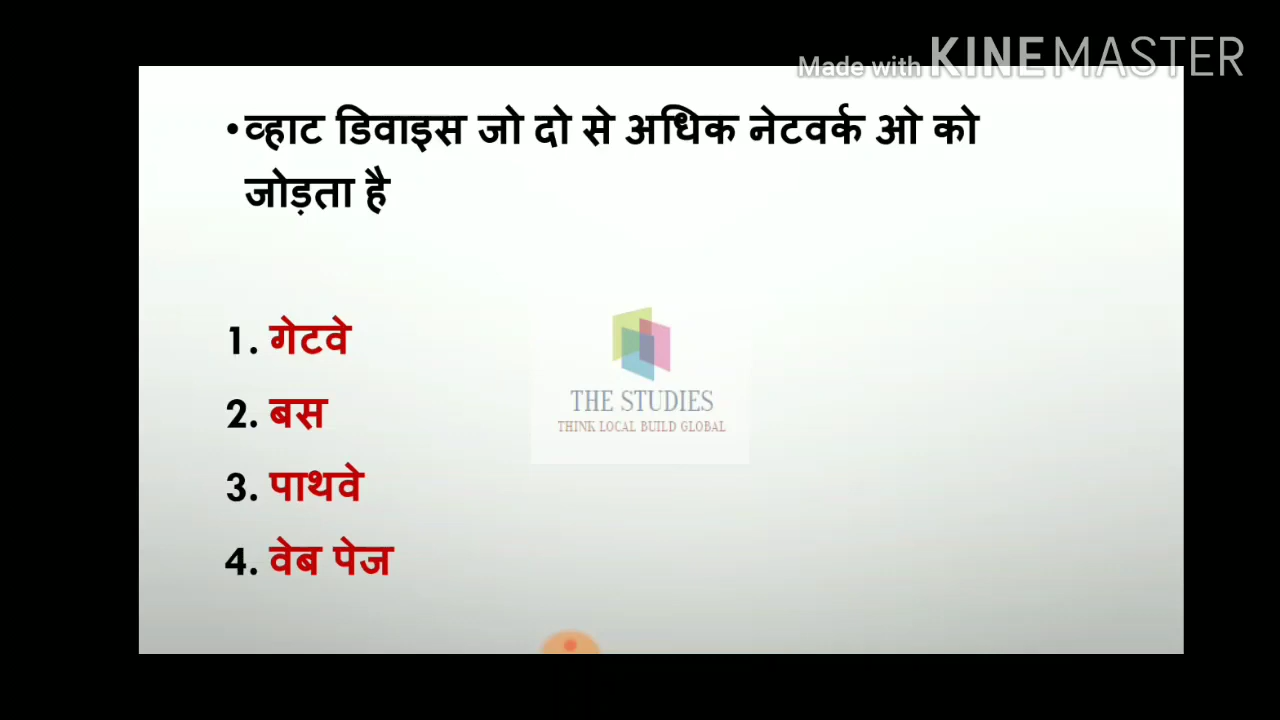 Made with KINEMASTER
•व्हाट डिवाइस जो दो से अधिक नेटवर्क ओ को
जोड़ता है
1. गेटवे
THE STUDIES
THINK LOCAL BUILD GLOBAL
2. बस
3. पाथवे
4. वेब पेज